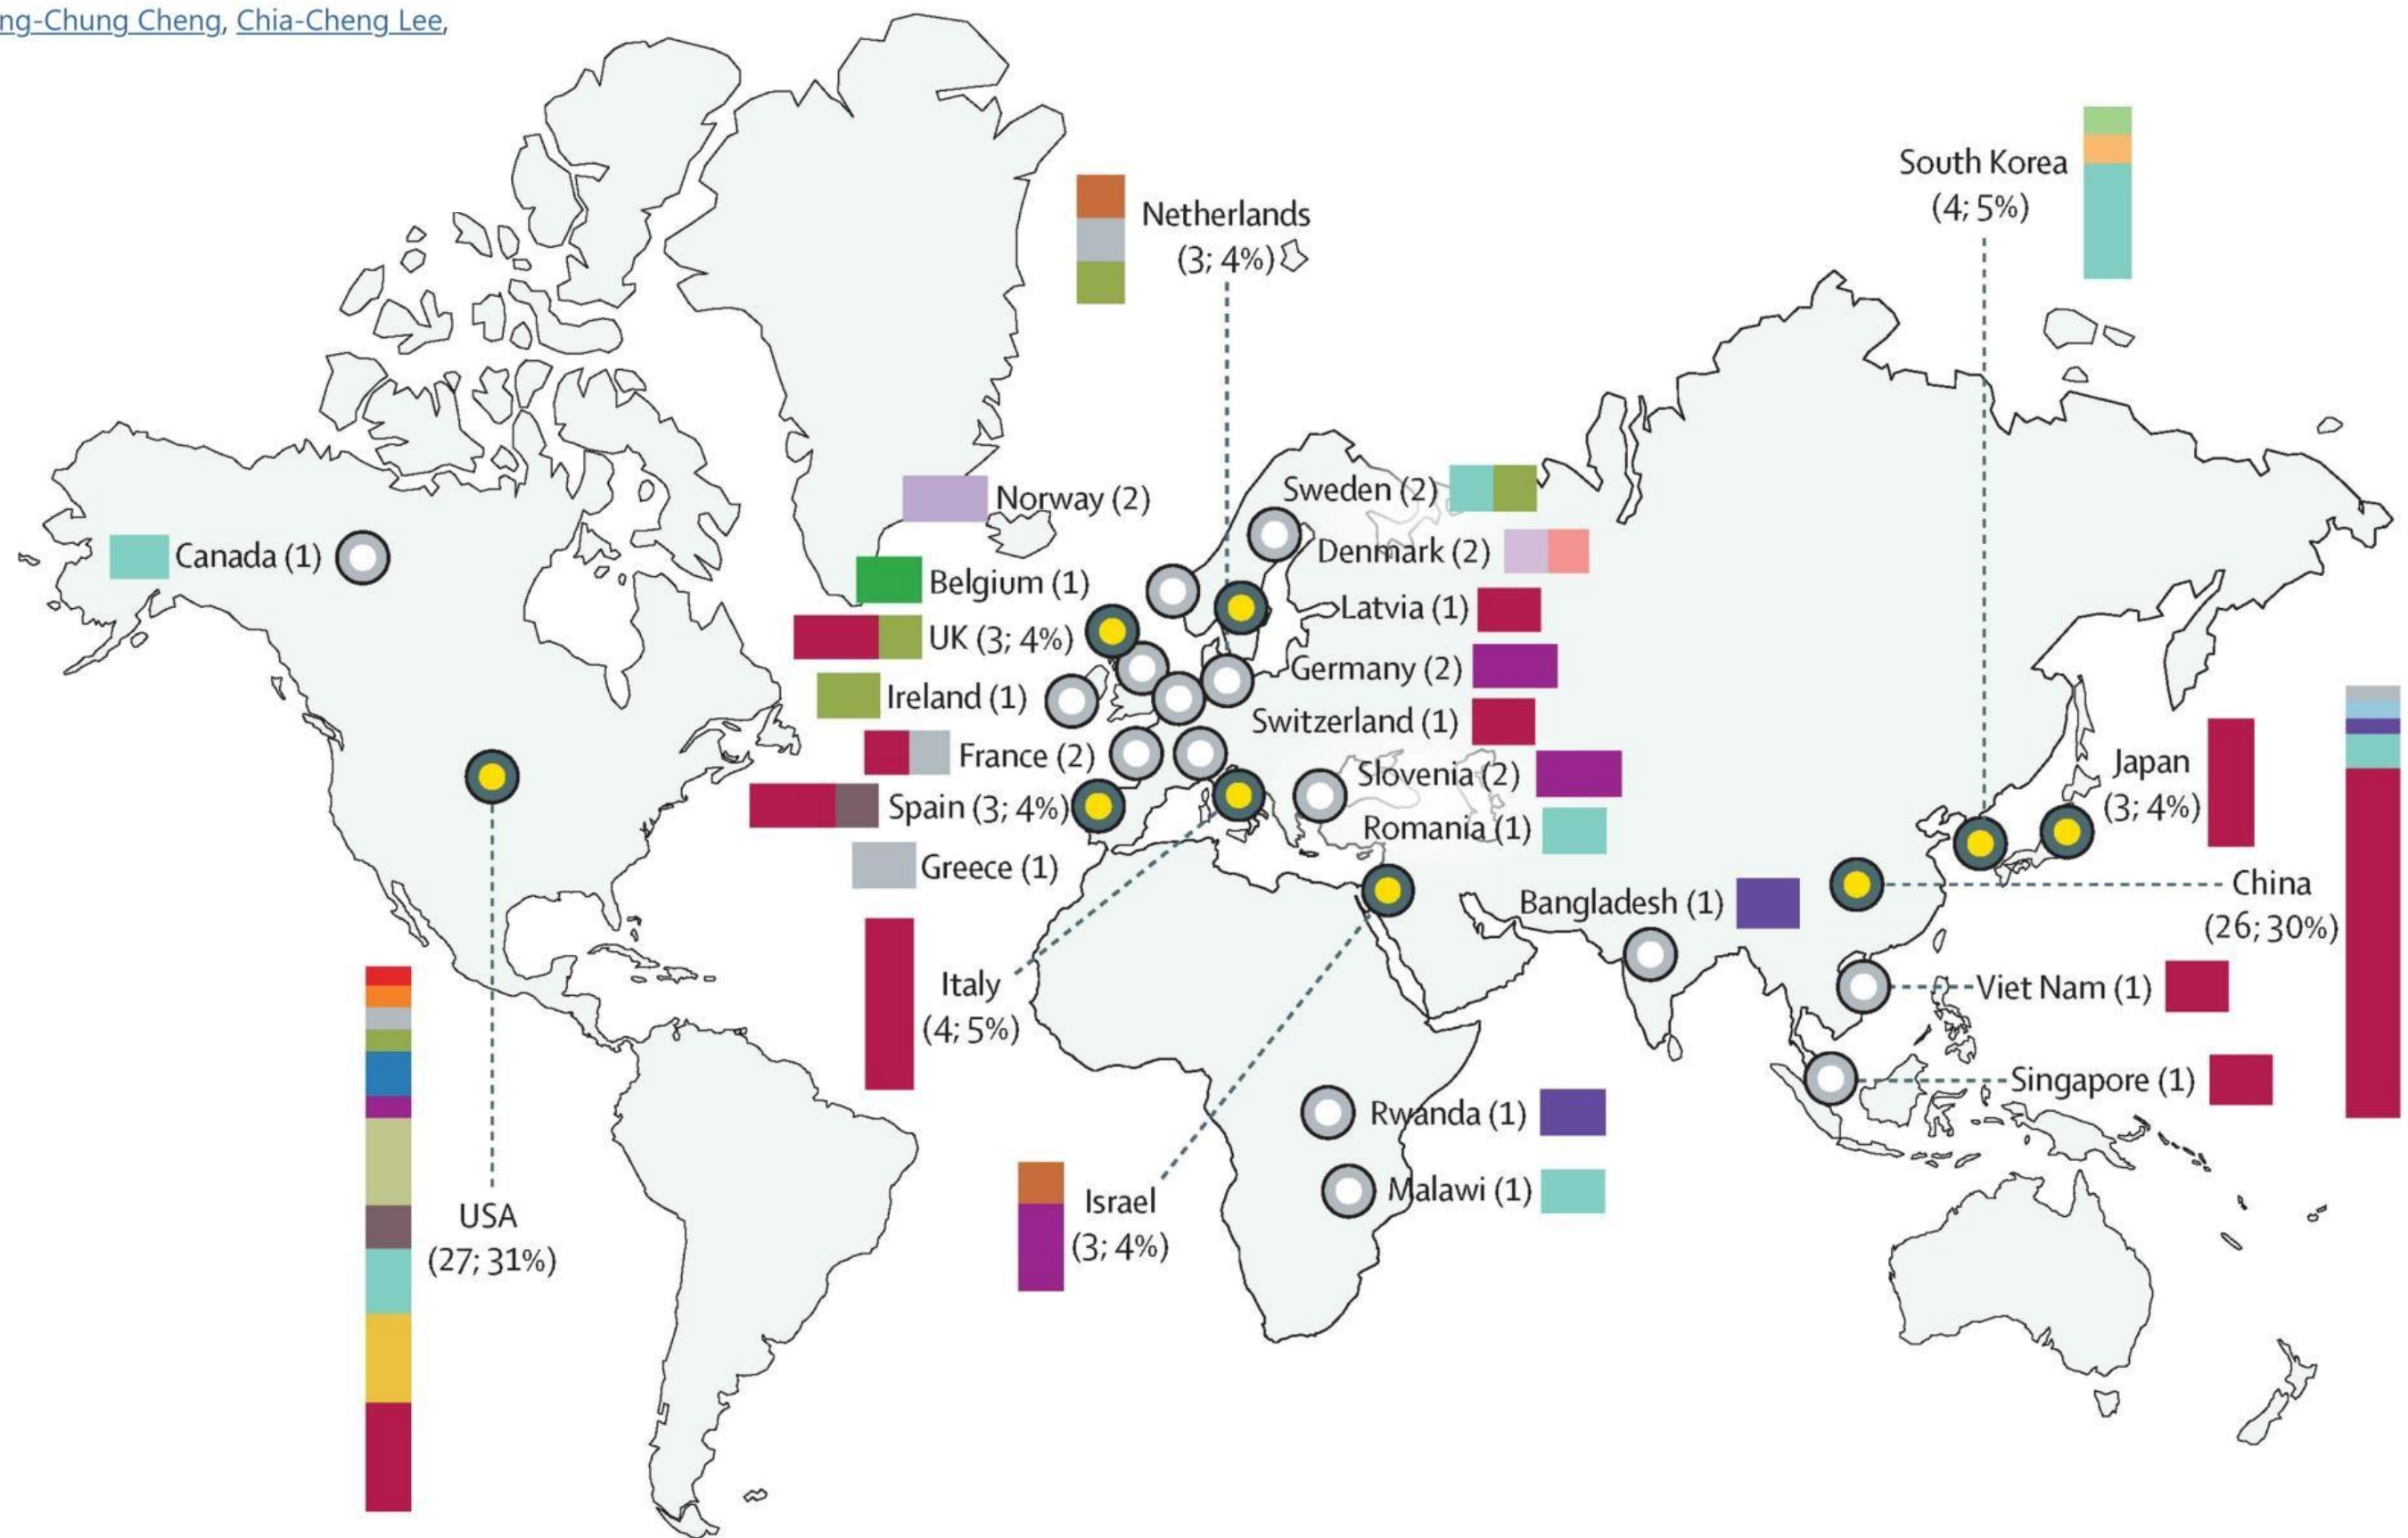 ng-Chung Cheng, Chia-Cheng Lee,
South Korea
(4; 5%)
Netherlands
(3; 4%)
Sweden (2)
Norway (2)
Denmark (2)
Canada (1)
Belgium (1)
Latvia (1)
UK (3; 4%)
Germany (2)
Ireland (1)
Switzerland (1)
France (2)
Slovenia (2)
Japan
(3; 4%)
Spain (3; 4%)
Romania (1)
Greece (1)
China
(26; 30%)
Bangladesh (1)
Italy
(4; 5%)
Viet Nam (1)
Singapore (1)
Rwanda (1)
Malawi (1)
Israel
(3; 4%)
USA
(27; 31%)